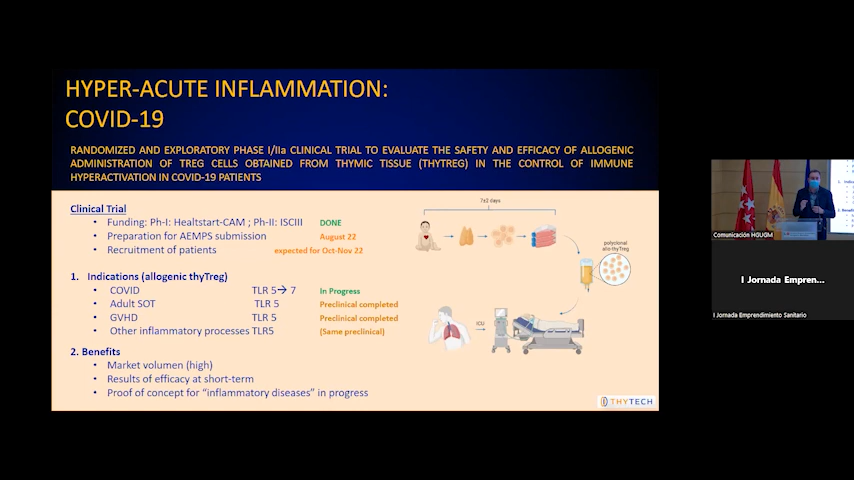 HYPER-ACUTE INFLAMMATION:
COVID-19
RANDOMIZED AND EXPLORATORY PHASE I/IIa CLINICAL TRIAL TO EVALUATE THE SAFETY AND EFFICACY OF ALLOGENIC
ADMINISTRATION OF TREG CELLS OBTAINED FROM THYMIC TISSUE (THYTREG) IN THE CONTROL OF IMMUNE
HYPERACTIVATION IN COVID-19 PATIENTS
Clinical Trial
• Funding: Ph-I: Healtstart-CAM ; Ph-II: ISCIII DONE
• Preparation for AEMPS submission August 22
• Recruitment of patients expected for Oct-Nov 22
1. Indications (allogenic thyTreg)
• COVID TLR 5→ 7 In Progress
• Adult SOT TLR 5 Preclinical completed
• GVHD TLR 5 Preclinical completed
• Other inflammatory processes TLR5 (Same preclinical)
2. Benefits
• Market volumen (high)
• Results of efficacy at short-term
• Proof of concept for “inflammatory diseases” in progress
7±2 days
polyclonal
allo-thyTreg
ICU
THYTECH
Comunicación HGUGM
I Jornada Empren...
I Jornada Emprendimiento Sanitario